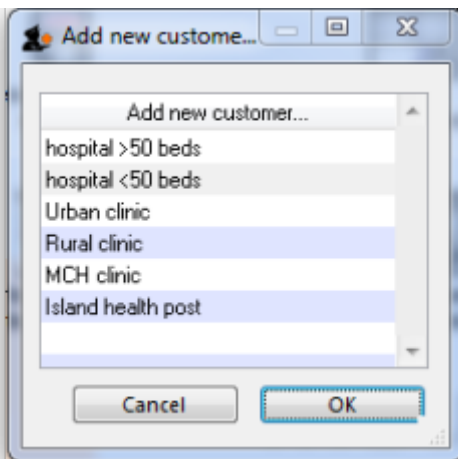 Add new custome...
Add new customer...
hospital >50 beds
hospital <50 beds
Urban clinic
Rural clinic
MCH clinic
Island health post
Cancel
OK